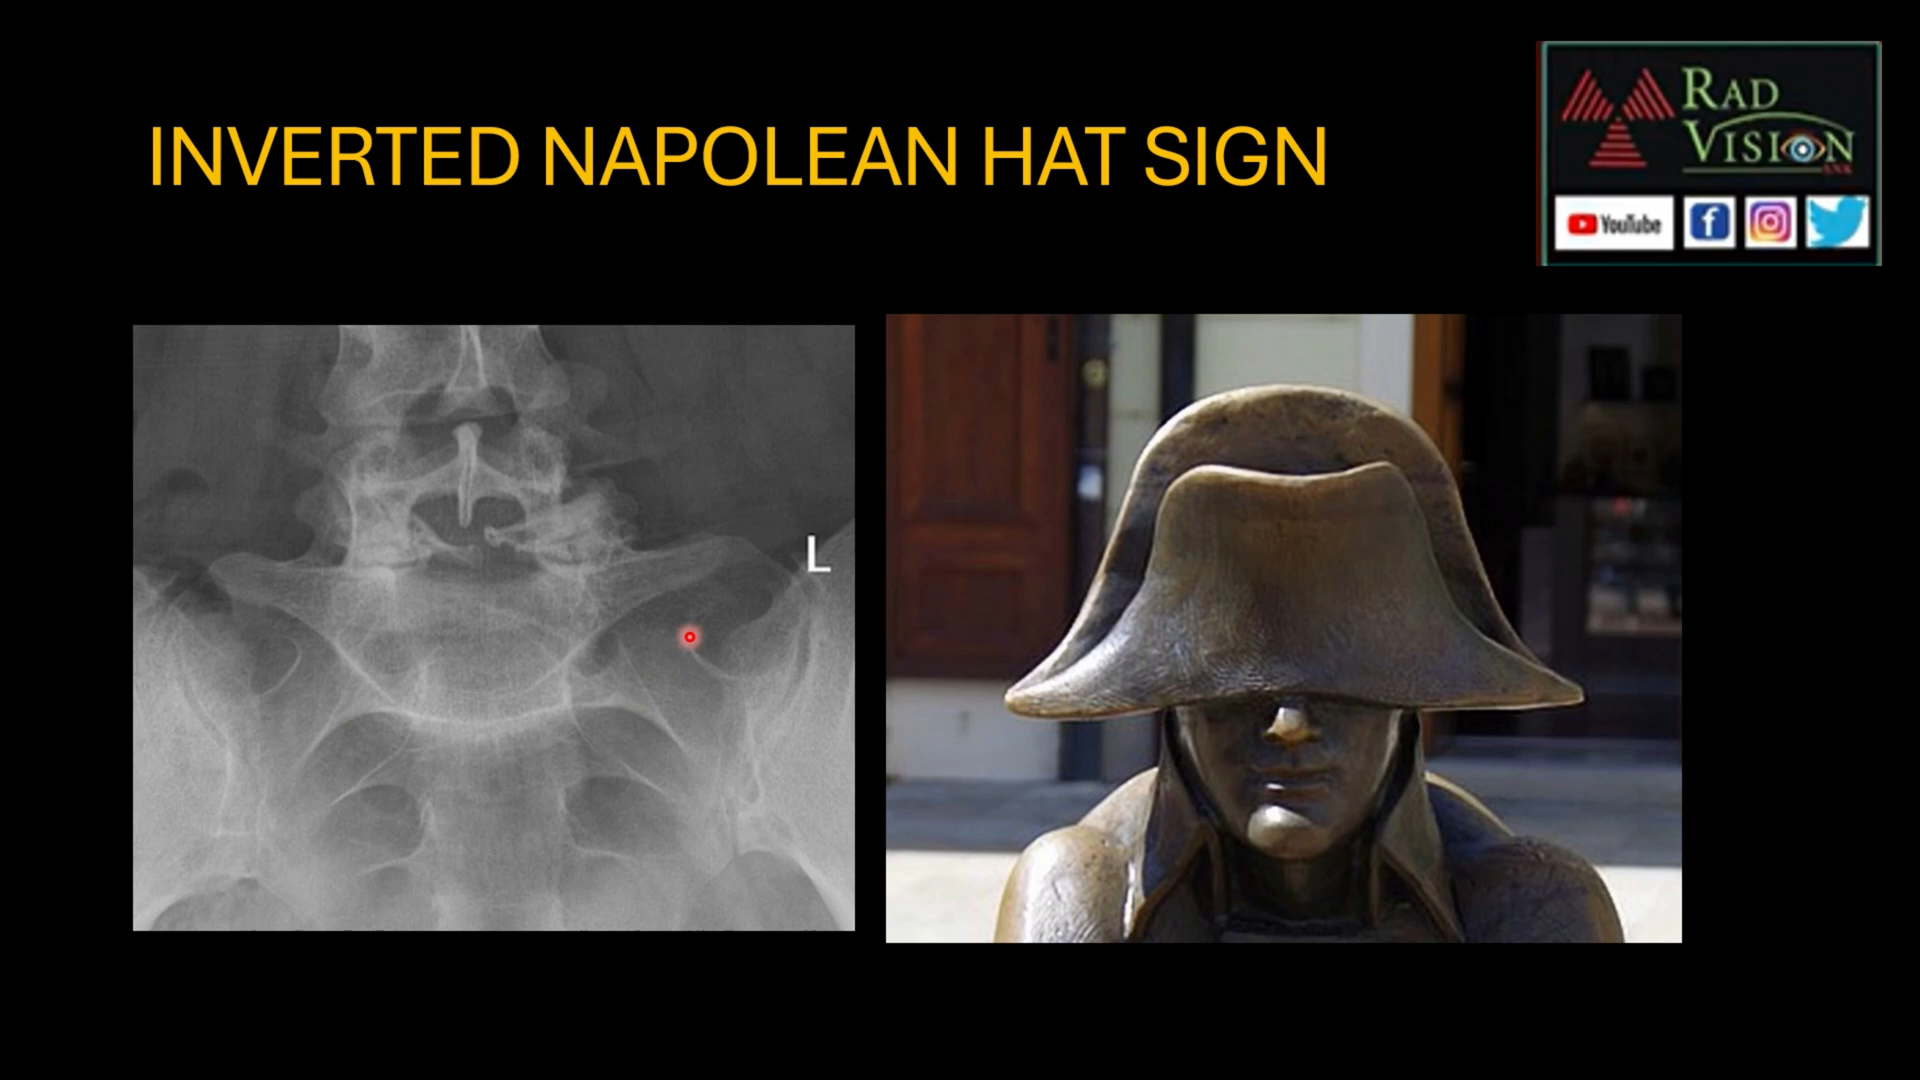 INVERTED NAPOLEAN HAT SIGN
RAD
VISION
YouTube
L